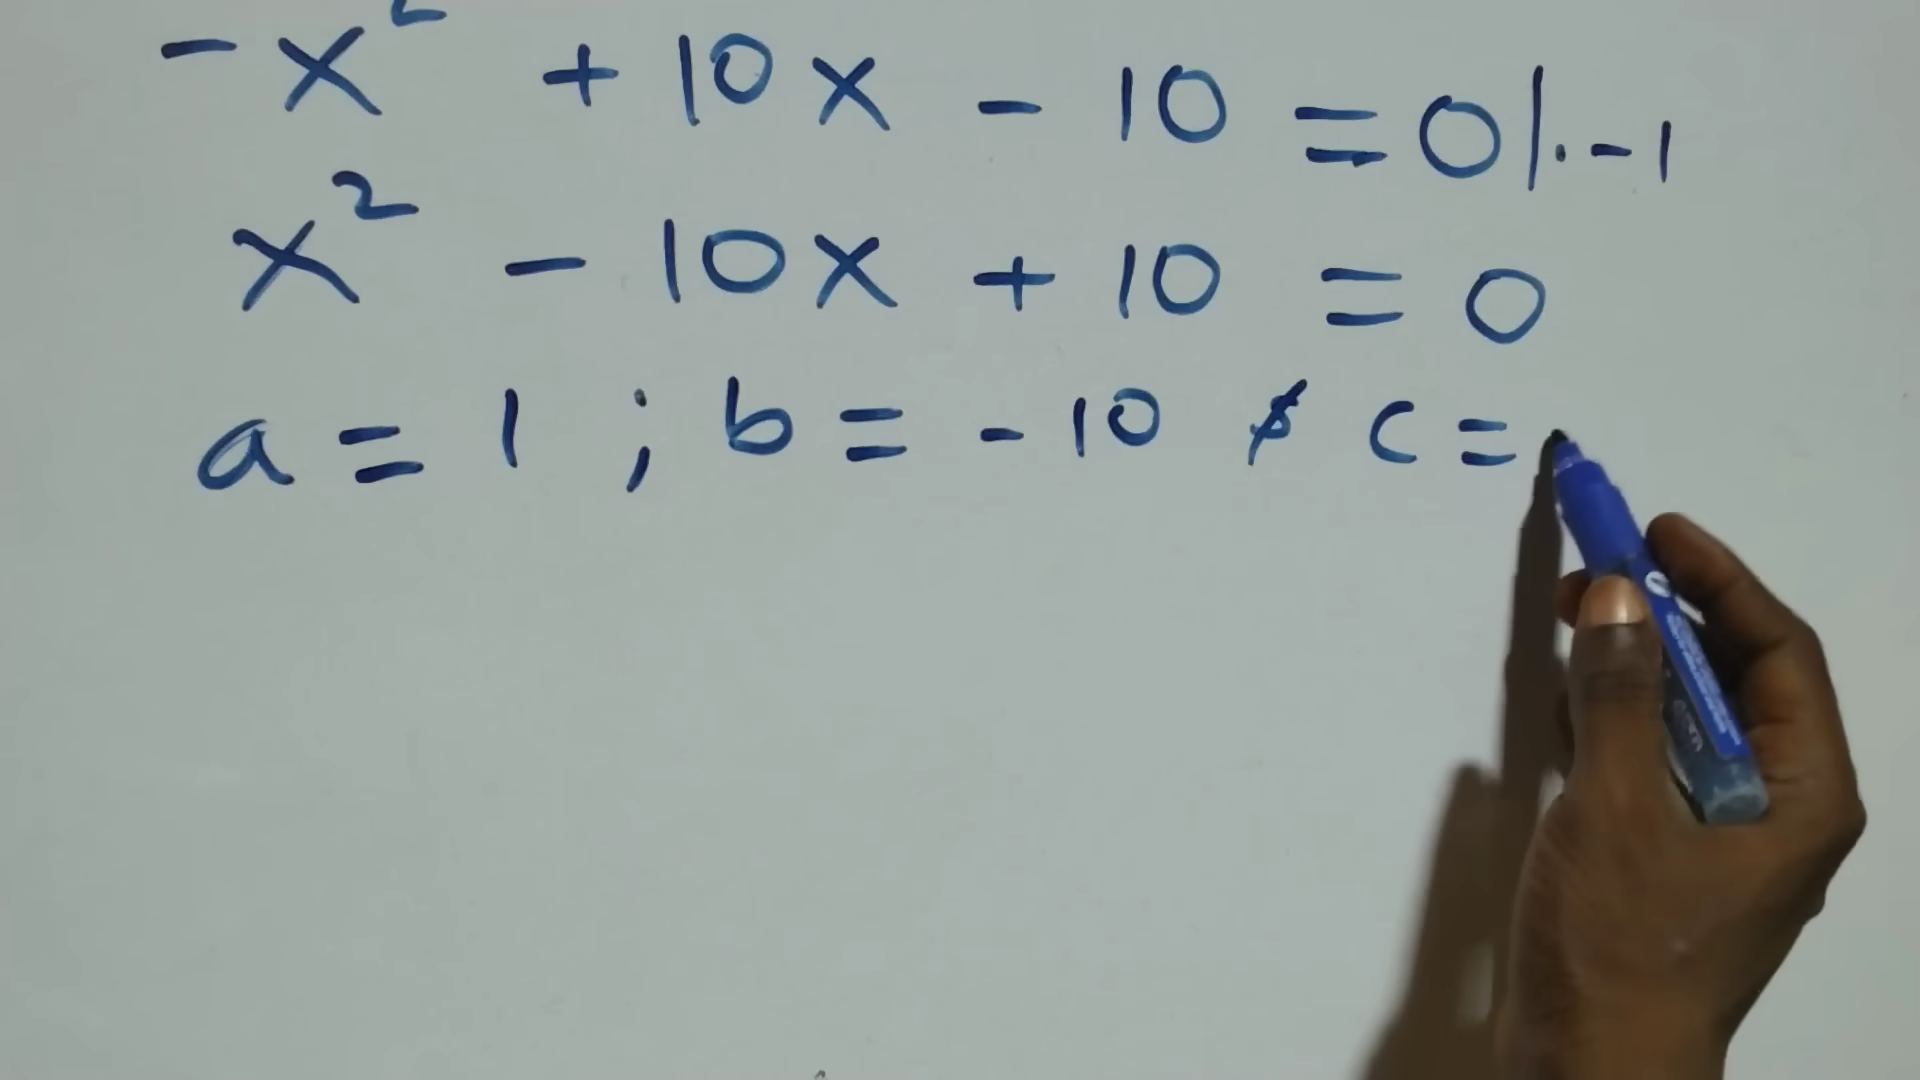 -x² + 10x - 10 = 0 |·-1
x² - 10x + 10 = 0
a = 1 ; b = -10 & c =